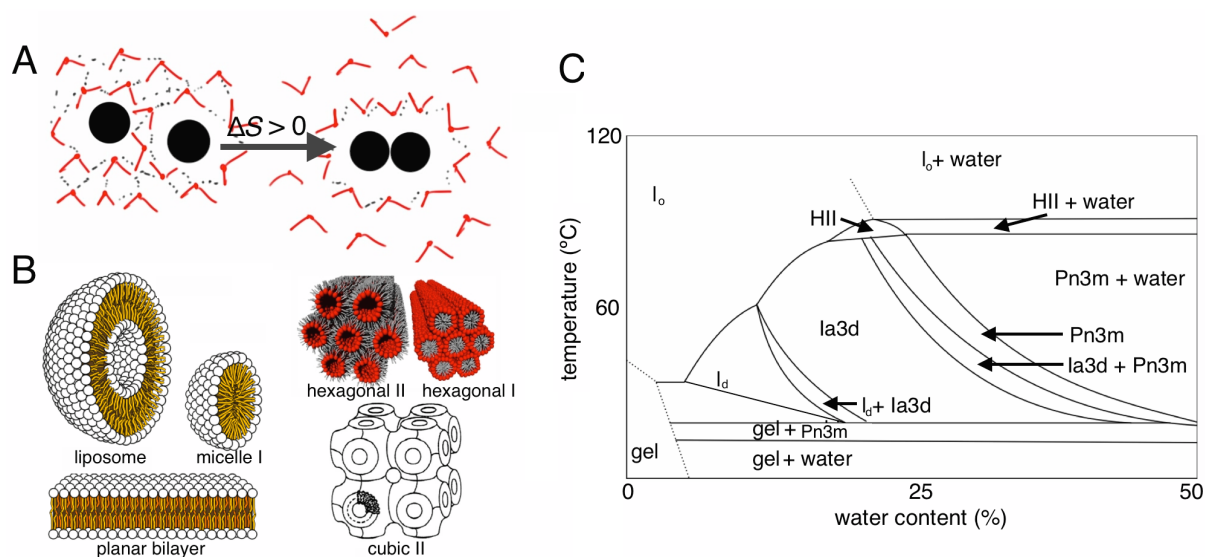 A
ΔS > 0
B
liposome
micelle I
planar bilayer
hexagonal II
hexagonal I
cubic II
C
120
60
temperature (°C)
lo
lo+ water
HII
HII + water
Pn3m + water
Ia3d
Pn3m
Ia3d + Pn3m
ld
ld+ Ia3d
gel + Pn3m
gel
gel + water
0
25
50
water content (%)